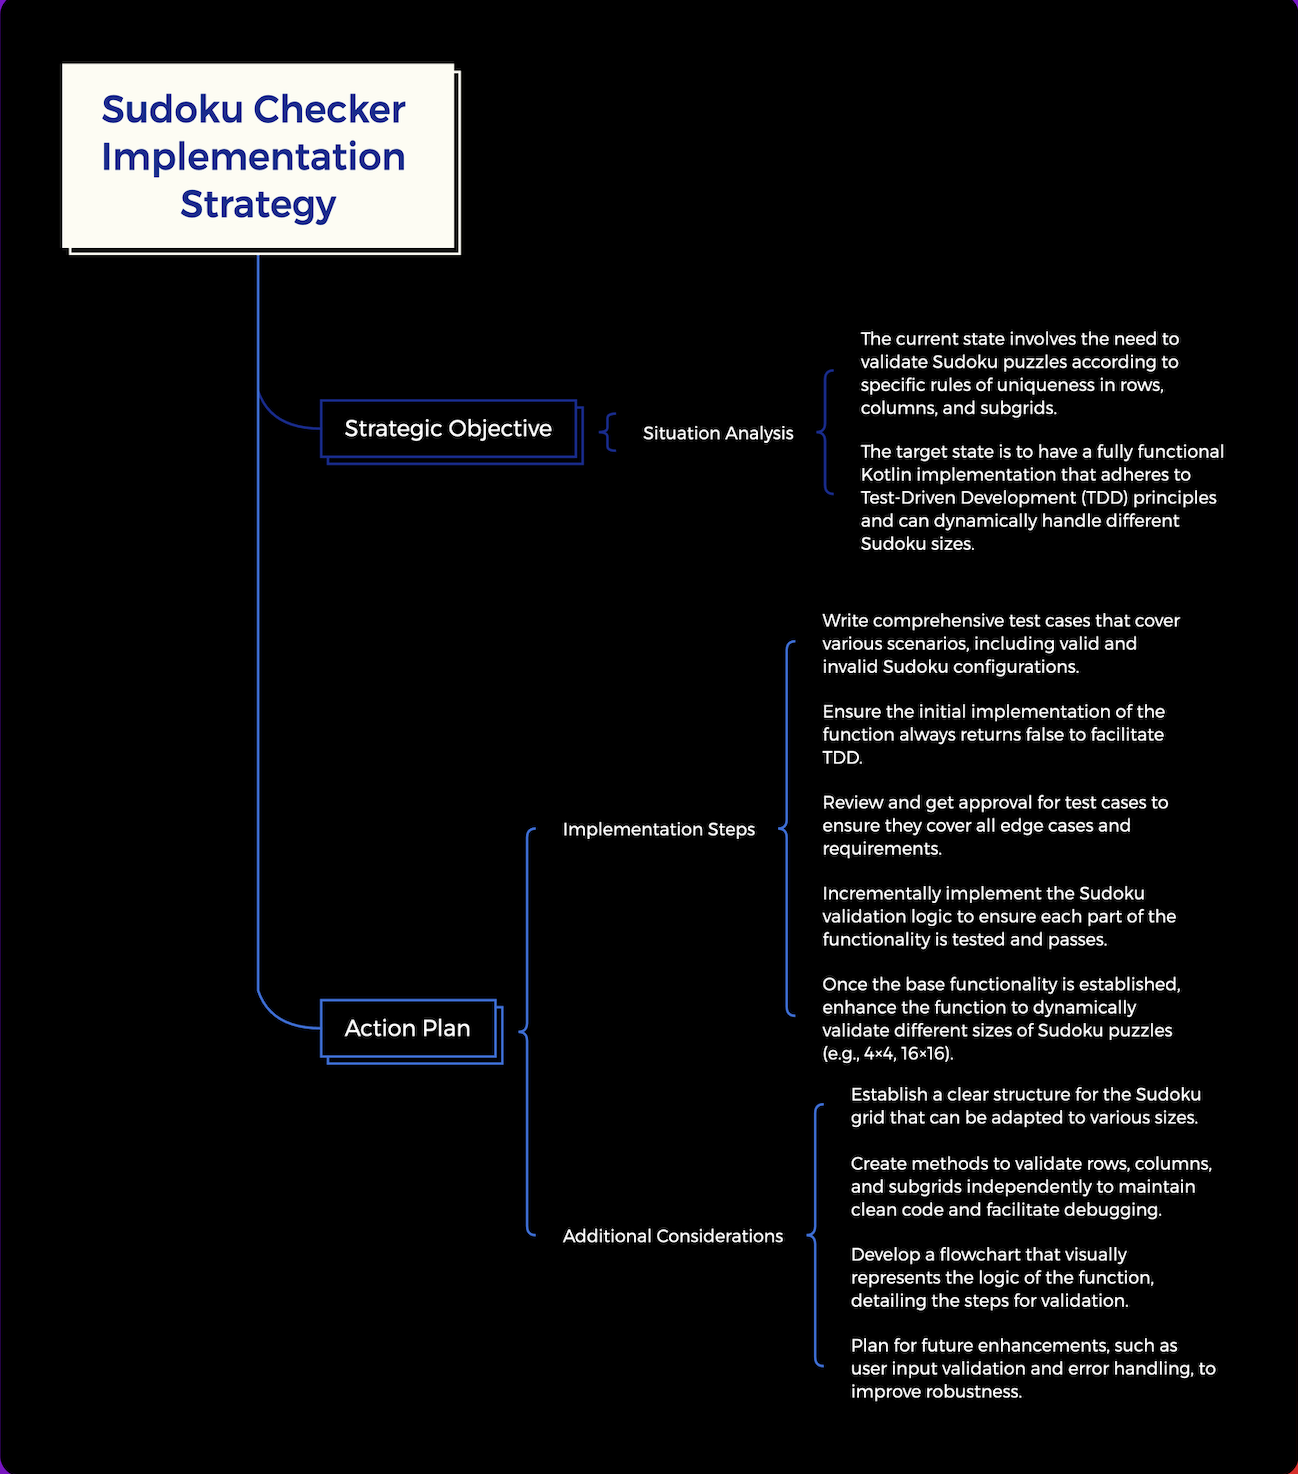 Sudoku Checker
Implementation
Strategy
Strategic Objective
Situation Analysis
The current state involves the need to
validate Sudoku puzzles according to
specific rules of uniqueness in rows,
columns, and subgrids.
The target state is to have a fully functional
Kotlin implementation that adheres to
Test-Driven Development (TDD) principles
and can dynamically handle different
Sudoku sizes.
Action Plan
Implementation Steps
Write comprehensive test cases that cover
various scenarios, including valid and
invalid Sudoku configurations.
Ensure the initial implementation of the
function always returns false to facilitate
TDD.
Review and get approval for test cases to
ensure they cover all edge cases and
requirements.
Incrementally implement the Sudoku
validation logic to ensure each part of the
functionality is tested and passes.
Once the base functionality is established,
enhance the function to dynamically
validate different sizes of Sudoku puzzles
(e.g., 4×4, 16×16).
Additional Considerations
Establish a clear structure for the Sudoku
grid that can be adapted to various sizes.
Create methods to validate rows, columns,
and subgrids independently to maintain
clean code and facilitate debugging.
Develop a flowchart that visually
represents the logic of the function,
detailing the steps for validation.
Plan for future enhancements, such as
user input validation and error handling, to
improve robustness.